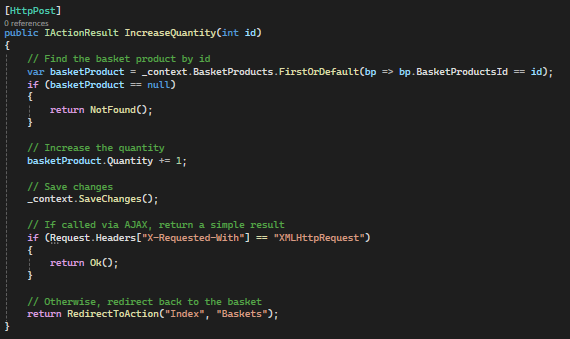 [HttpPost]
0 references
public IActionResult IncreaseQuantity(int id)
{
// Find the basket product by id
var basketProduct = _context.BasketProducts.FirstOrDefault(bp => bp.BasketProductsId == id);
if (basketProduct == null)
{
return NotFound();
}
// Increase the quantity
basketProduct.Quantity += 1;
// Save changes
_context.SaveChanges();
// If called via AJAX, return a simple result
if (Request.Headers["X-Requested-With"] == "XMLHttpRequest")
{
return Ok();
}
// Otherwise, redirect back to the basket
return RedirectToAction("Index", "Baskets");
}